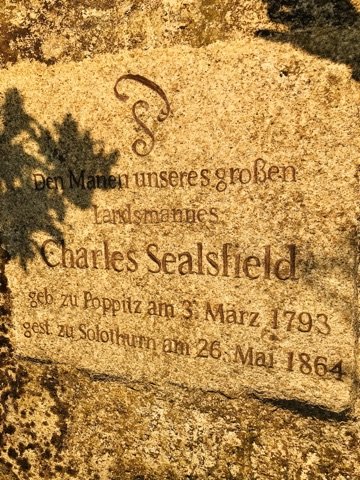 Den Manen unseres großen
Landsmannes
Charles Sealsfield
geb. zu Poppitz am 3. März 1793
gest. zu Solothurn am 26. Mai 1864